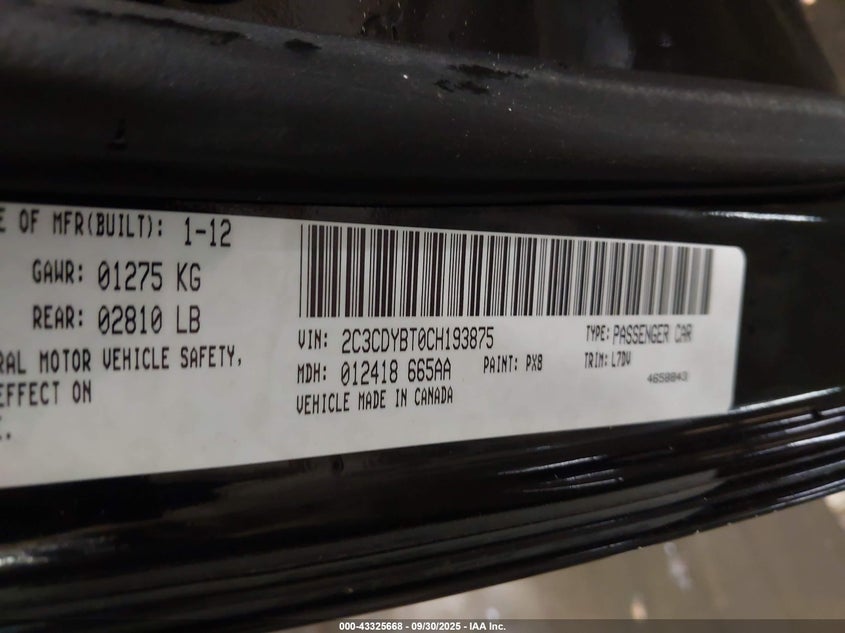 E OF MFR(BUILT): 1-12
GAWR: 01275 KG
REAR: 02810 LB
RAL MOTOR VEHICLE SAFETY,
EFFECT ON
VIN: 2C3CDYBT0CH193875 TYPE: PASSENGER CAR
MDH: 012418 665AA PAINT: PX8 TRIM: L7DV
VEHICLE MADE IN CANADA
000-43325668 - 09/30/2025 - IAA Inc.